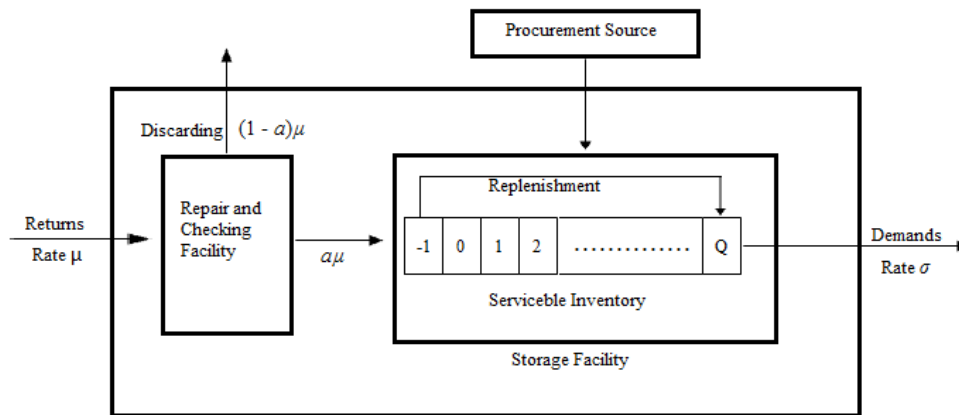 Procurement Source
Discarding (1 - a)μ
Replenishment
Repair and
Checking
Facility
Returns
Rate μ
aμ
-1 0 1 2 .............. Q
Demands
Rate σ
Serviceble Inventory
Storage Facility